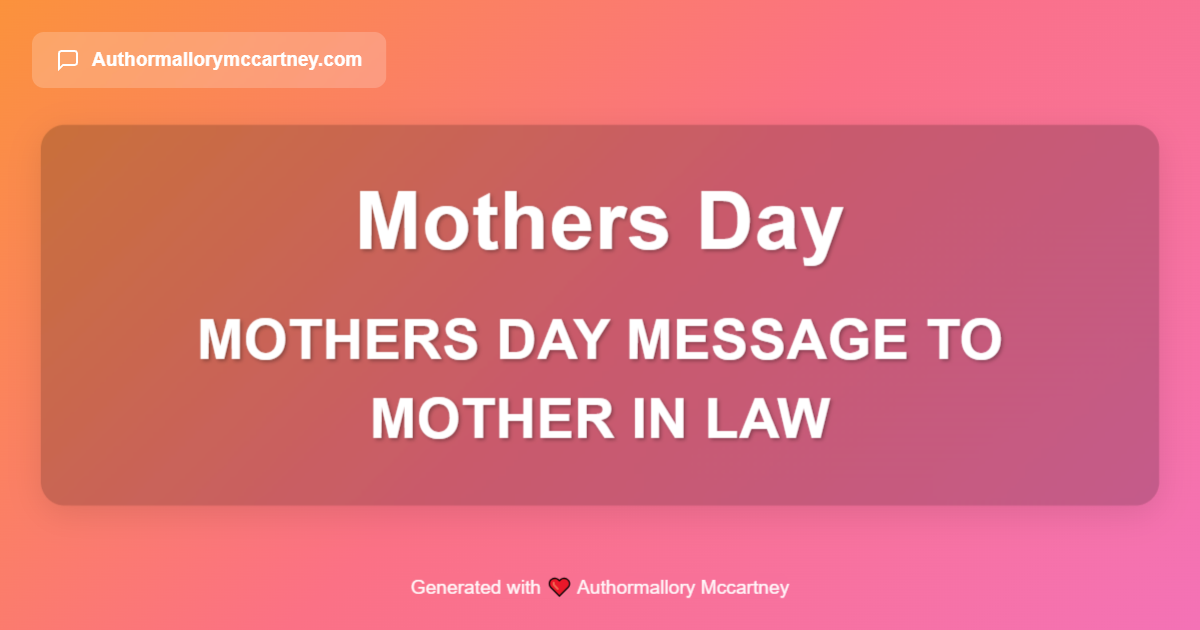 Authormallorymccartney.com
Mothers Day
MOTHERS DAY MESSAGE TO
MOTHER IN LAW
Generated with ❤️ Authormallory Mccartney